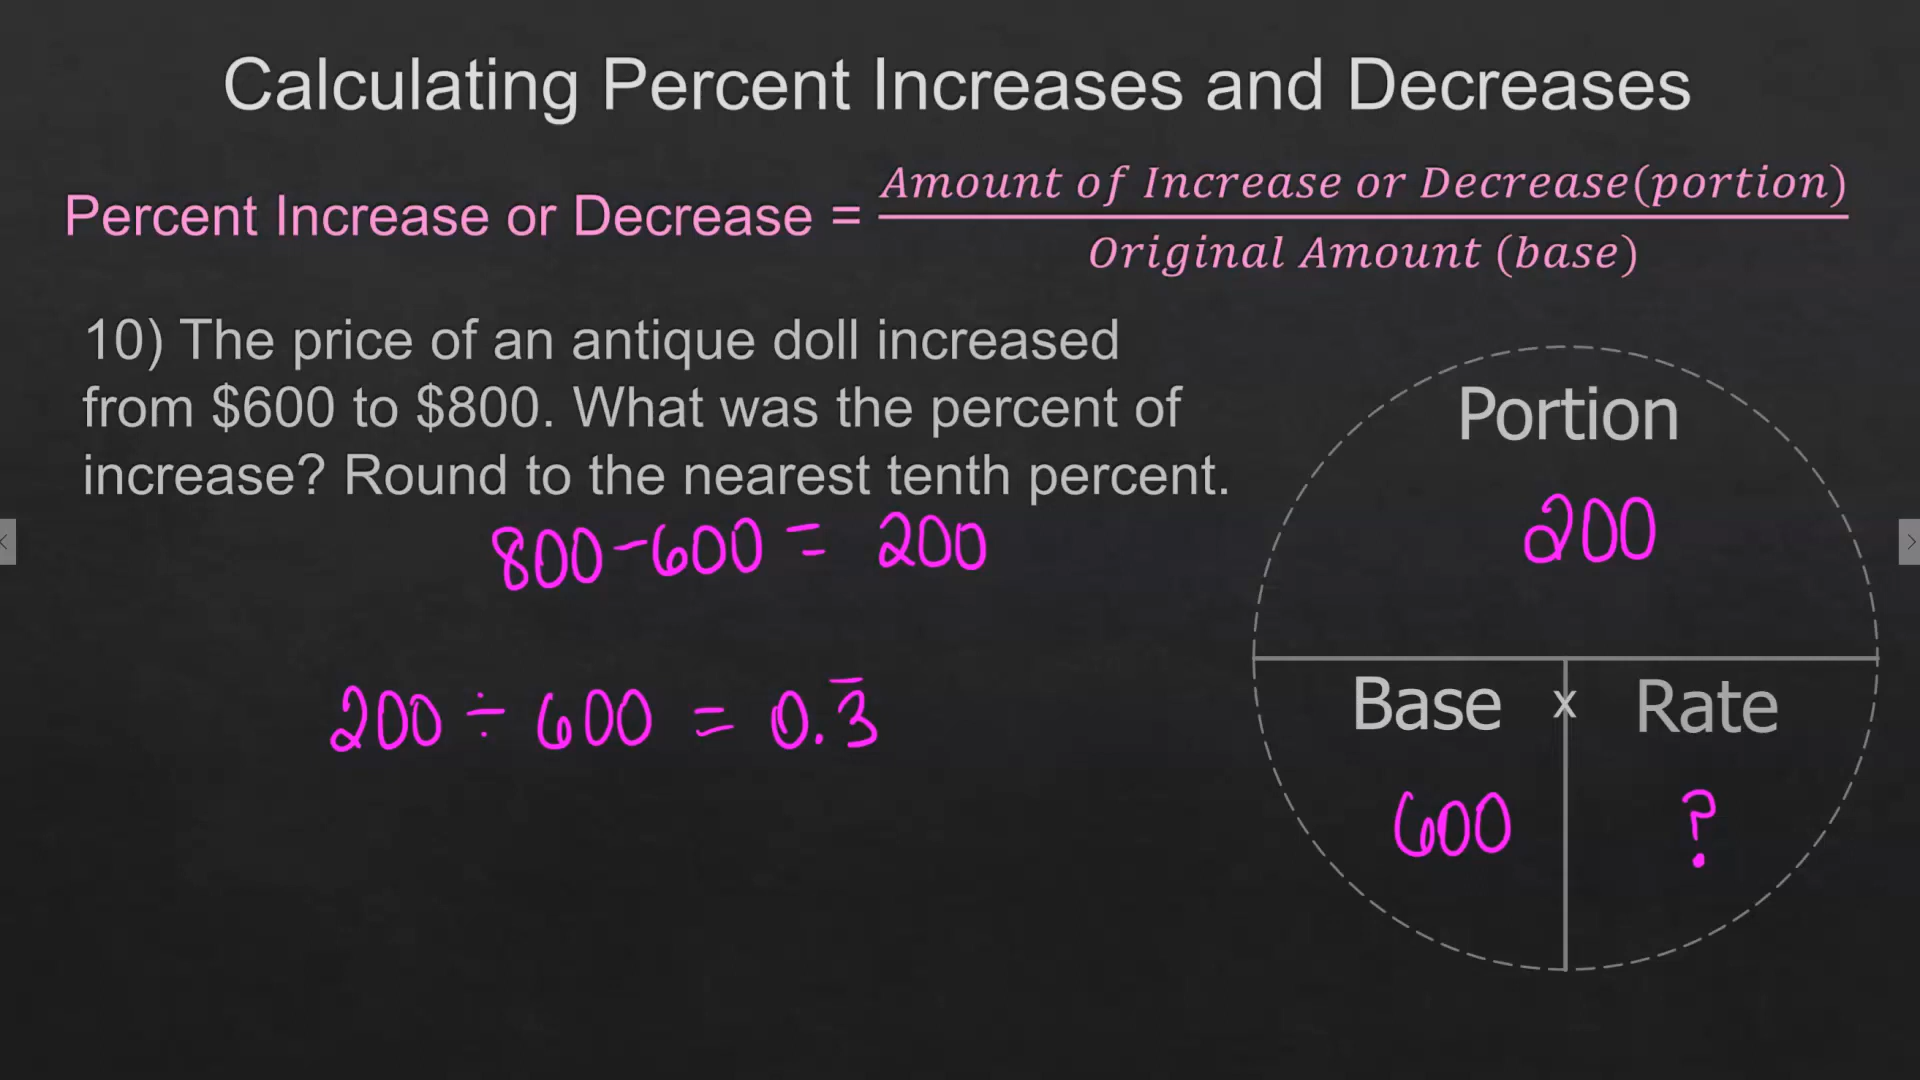 Calculating Percent Increases and Decreases
Percent Increase or Decrease = Amount of Increase or Decrease(portion)
Original Amount (base)
10) The price of an antique doll increased
from $600 to $800. What was the percent of
increase? Round to the nearest tenth percent.
800 - 600 = 200
200 ÷ 600 = 0.3̅
Portion
200
Base x Rate
600 ?